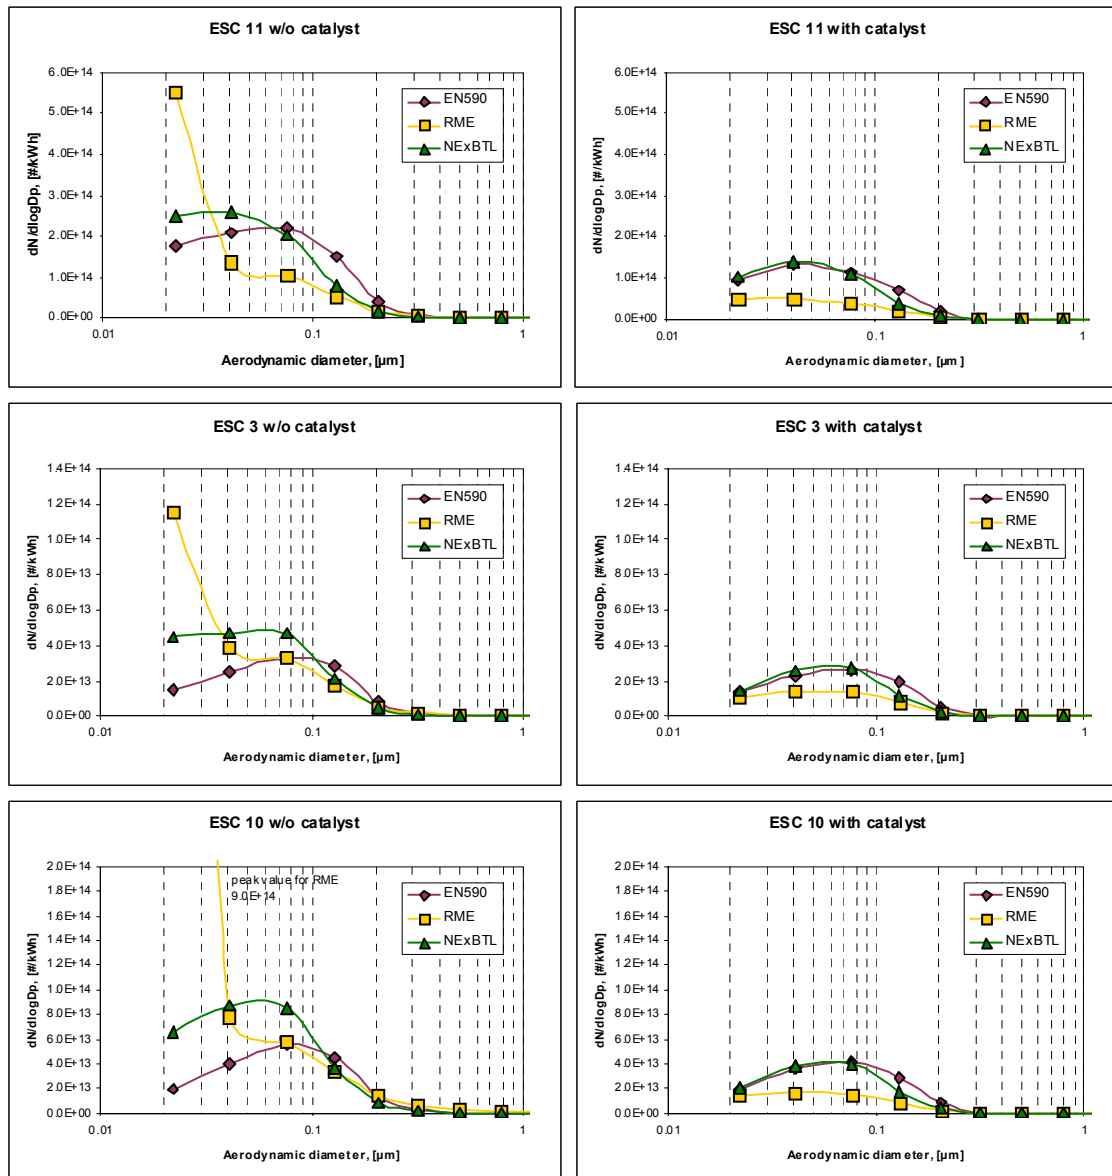 ESC 11 w/o catalyst
dN/dlogDp, [#/kWh]
6.0E+14
5.0E+14
4.0E+14
3.0E+14
2.0E+14
1.0E+14
0.0E+00
EN590
RME
NExBTL
0.01
0.1
1
Aerodynamic diameter, [µm]
ESC 11 with catalyst
dN/dlogDp, [#/kWh]
6.0E+14
5.0E+14
4.0E+14
3.0E+14
2.0E+14
1.0E+14
0.0E+00
EN590
RME
NExBTL
0.01
0.1
1
Aerodynamic diameter, [µm]
ESC 3 w/o catalyst
dN/dlogDp, [#/kWh]
1.4E+14
1.2E+14
1.0E+14
8.0E+13
6.0E+13
4.0E+13
2.0E+13
0.0E+00
EN590
RME
NExBTL
0.01
0.1
1
Aerodynamic diameter, [µm]
ESC 3 with catalyst
dN/dlogDp, [#/kWh]
1.4E+14
1.2E+14
1.0E+14
8.0E+13
6.0E+13
4.0E+13
2.0E+13
0.0E+00
EN590
RME
NExBTL
0.01
0.1
1
Aerodynamic diameter, [µm]
ESC 10 w/o catalyst
dN/dlogDp, [#/kWh]
2.0E+14
1.8E+14
1.6E+14
1.4E+14
1.2E+14
1.0E+14
8.0E+13
6.0E+13
4.0E+13
2.0E+13
0.0E+00
peak value for RME
9.0E+14
EN590
RME
NExBTL
0.01
0.1
1
Aerodynamic diameter, [µm]
ESC 10 with catalyst
dN/dlogDp, [#/kWh]
2.0E+14
1.8E+14
1.6E+14
1.4E+14
1.2E+14
1.0E+14
8.0E+13
6.0E+13
4.0E+13
2.0E+13
0.0E+00
EN590
RME
NExBTL
0.01
0.1
1
Aerodynamic diameter, [µm]